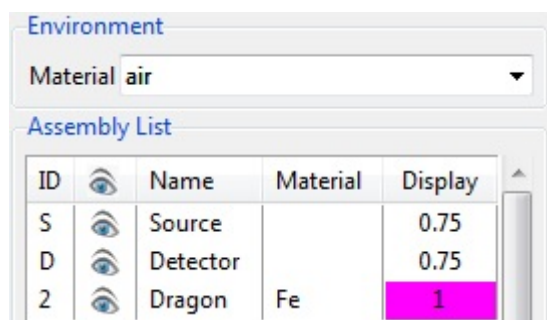 Environment
Material air
Assembly List
ID Name Material Display
S Source 0.75
D Detector 0.75
2 Dragon Fe 1